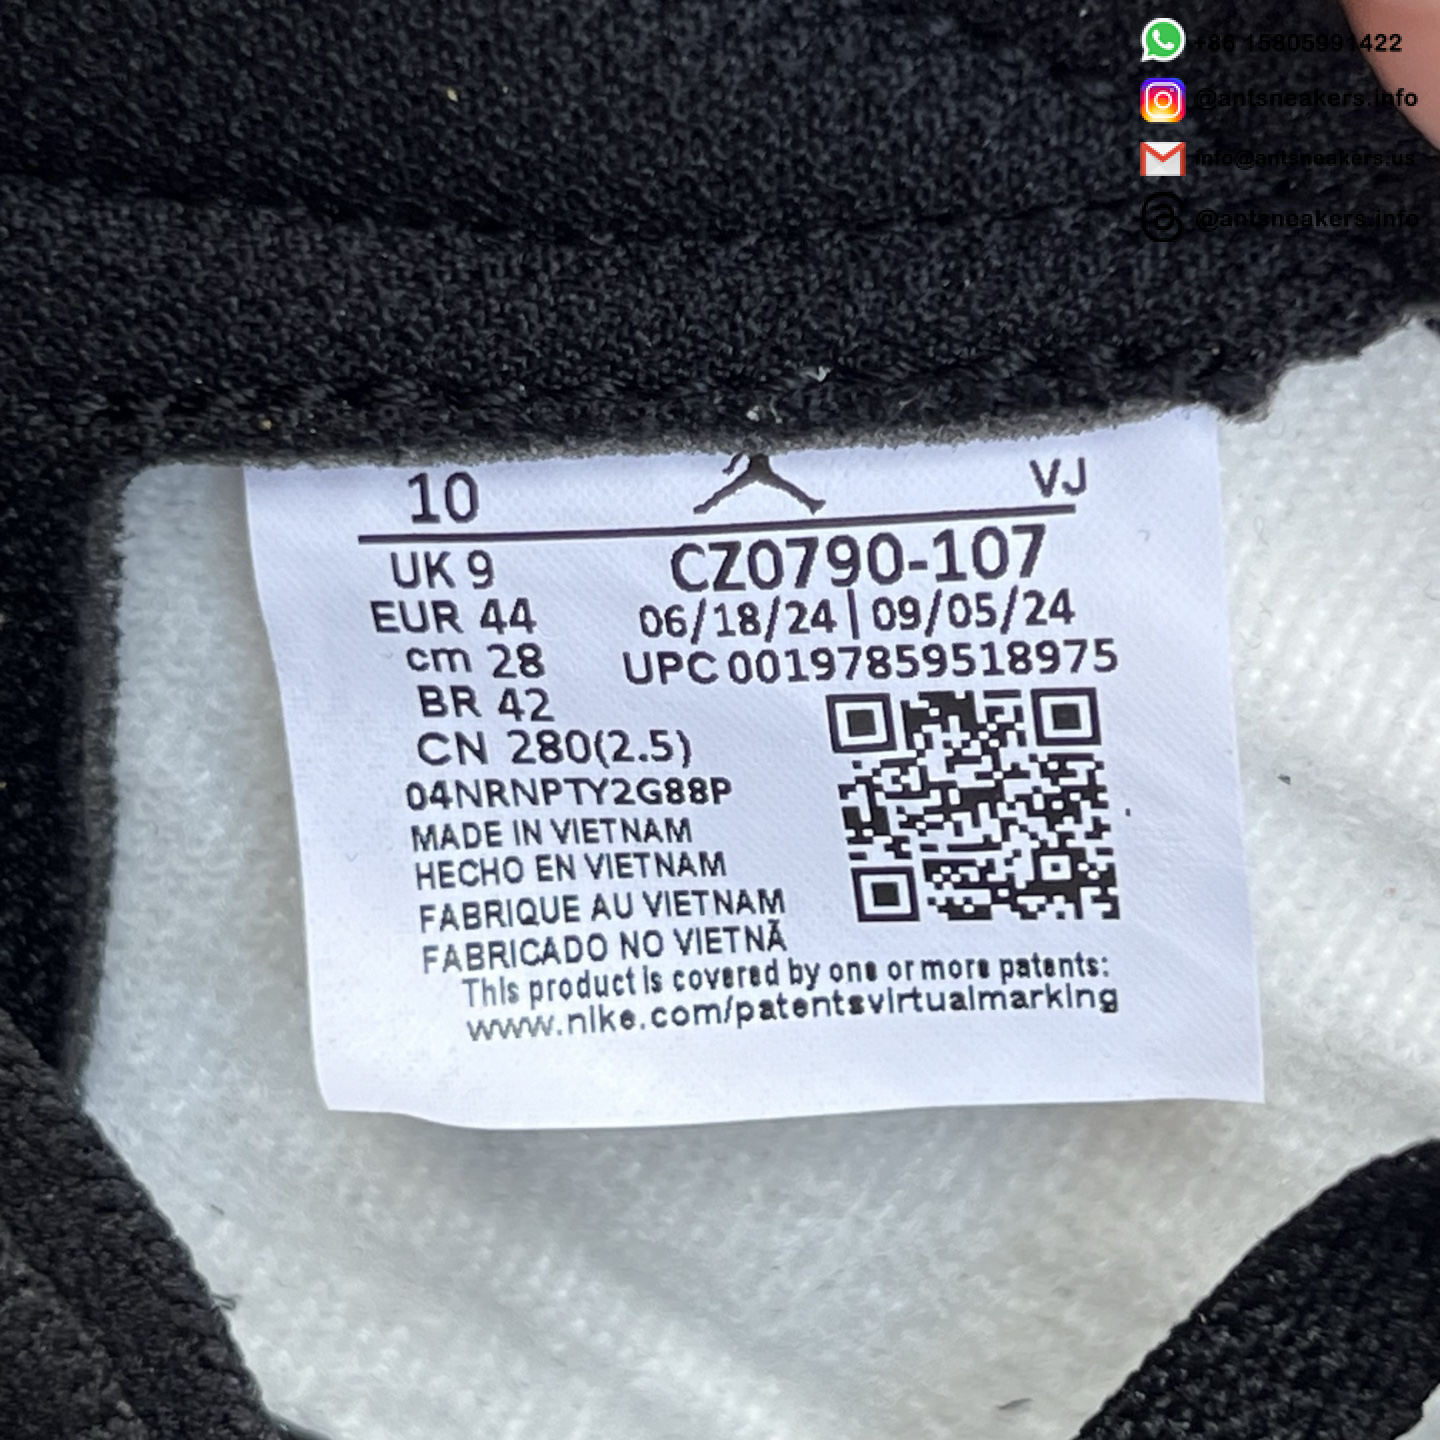 +86 15805991422
@antsneakers.info
info@antsneakers.us
@antsneakers.info
10 VJ
UK 9 CZ0790-107
EUR 44 06/18/24 | 09/05/24
cm 28 UPC 00197859518975
BR 42
CN 280(2.5)
04NRNPTY2G88P
MADE IN VIETNAM
HECHO EN VIETNAM
FABRIQUE AU VIETNAM
FABRICADO NO VIETNÃ
This product is covered by one or more patents:
www.nike.com/patentsvirtualmarking